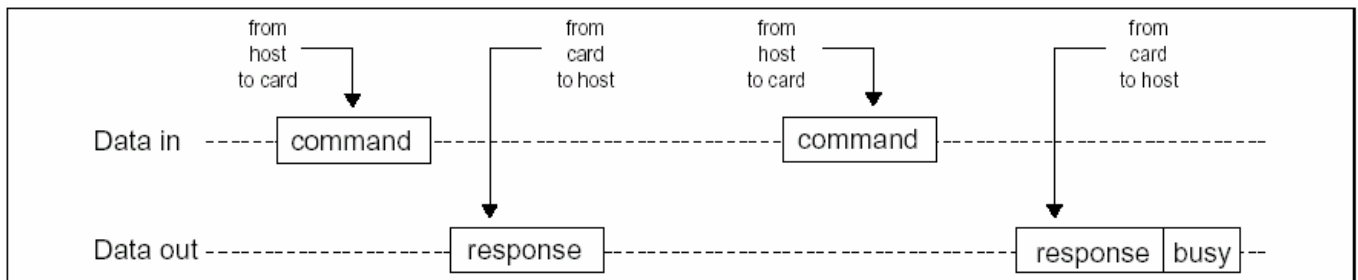 from
host
to card
from
card
to host
from
host
to card
from
card
to host
Data in
command
command
Data out
response
response
busy